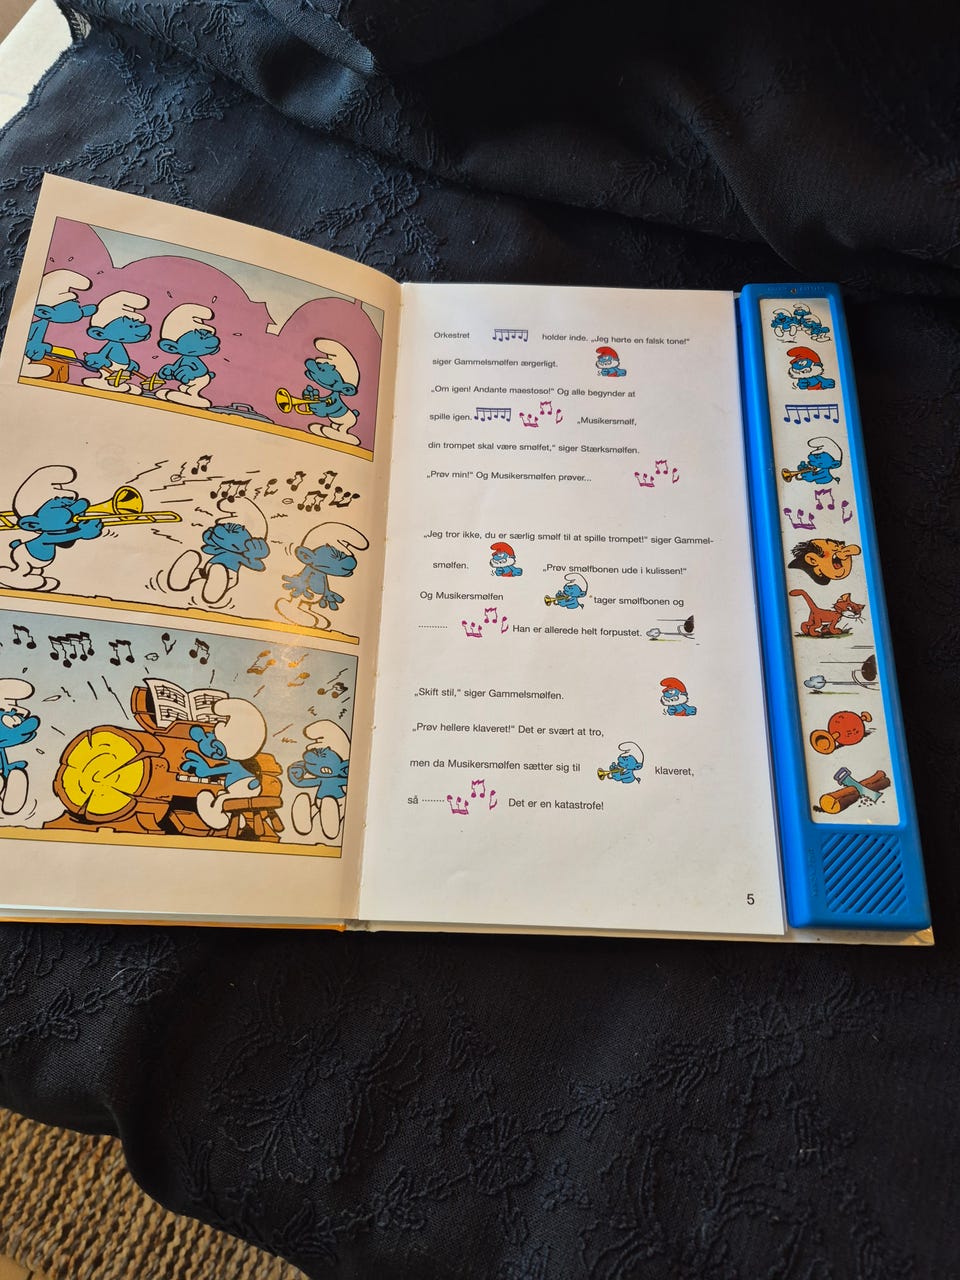 Orkestret holder inde. „Jeg hørte en falsk tone!“
siger Gammelsmølfen ærgerligt.
„Om igen! Andante maestoso!“ Og alle begynder at
spille igen. „Musikersmølf,
din trompet skal være smølfet,“ siger Stærksmølfen.
„Prøv min!“ Og Musikersmølfen prøver...
„Jeg tror ikke, du er særlig smølf til at spille trompet!“ siger Gammel-
smølfen. „Prøv smølfbonen ude i kulissen!“
Og Musikersmølfen tager smølfbonen og
........... Han er allerede helt forpustet.
„Skift stil,“ siger Gammelsmølfen.
„Prøv hellere klaveret!“ Det er svært at tro,
men da Musikersmølfen sætter sig til klaveret,
så ........ Det er en katastrofe!
5